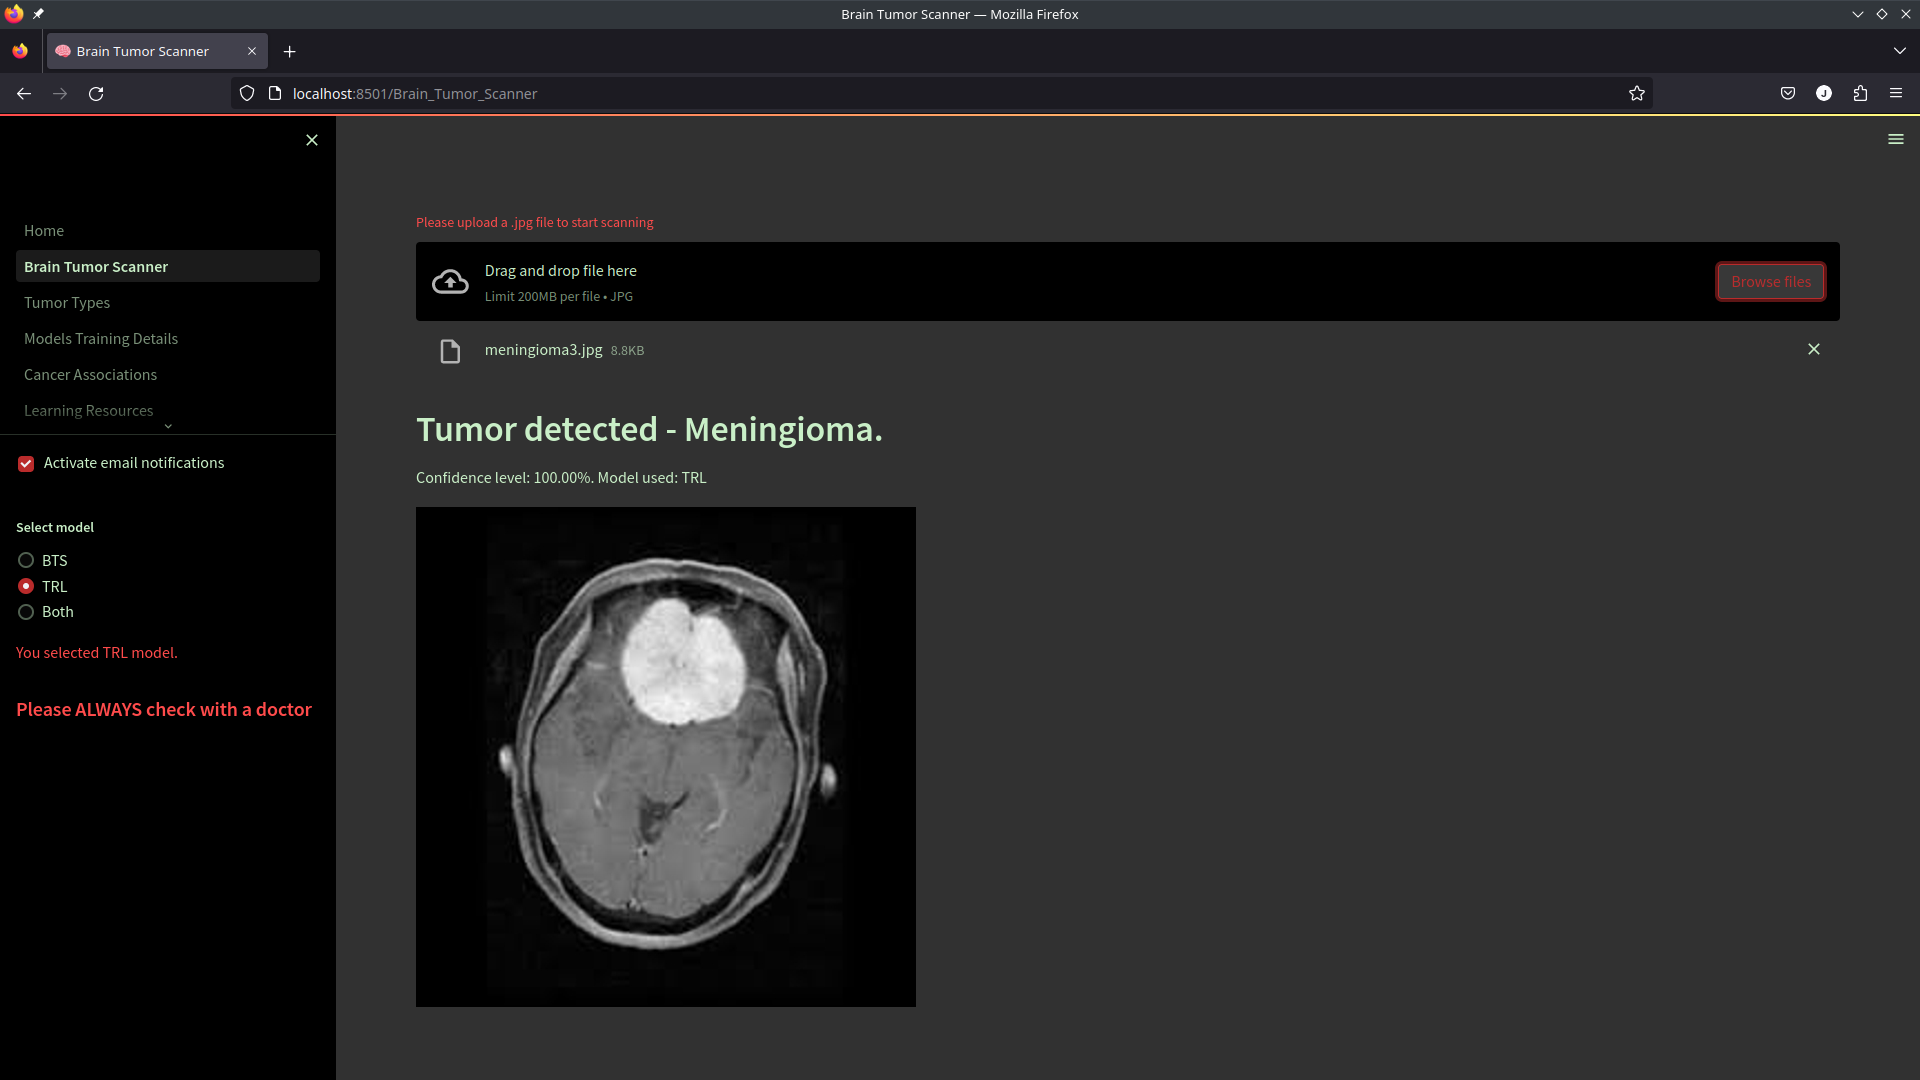 Brain Tumor Scanner — Mozilla Firefox
Brain Tumor Scanner
localhost:8501/Brain_Tumor_Scanner
J
Home
Brain Tumor Scanner
Tumor Types
Models Training Details
Cancer Associations
Learning Resources
Activate email notifications
Select model
BTS
TRL
Both
You selected TRL model.
Please ALWAYS check with a doctor
Please upload a .jpg file to start scanning
Drag and drop file here
Limit 200MB per file • JPG
Browse files
meningioma3.jpg 8.8KB
Tumor detected - Meningioma.
Confidence level: 100.00%. Model used: TRL